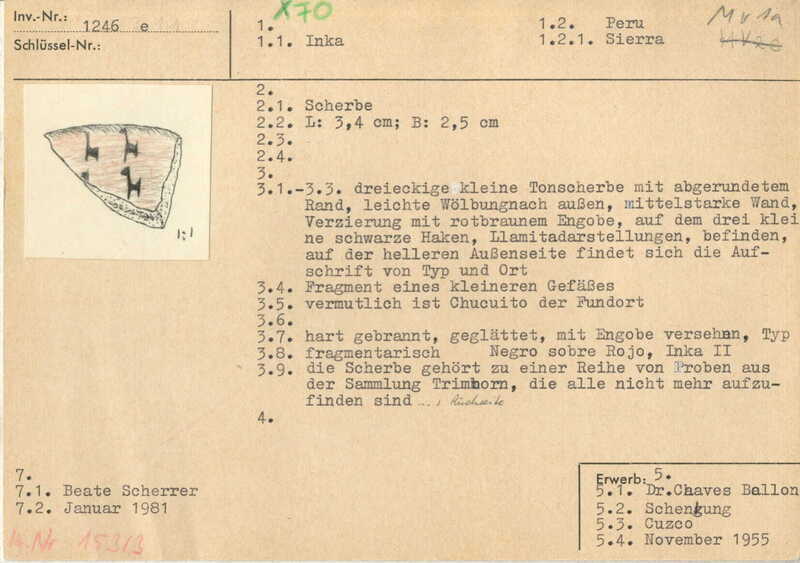 Inv.-Nr.: 1246 e
Schlüssel-Nr.:
X70
1.
1.1. Inka
1.2. Peru
1.2.1. Sierra
Mv1a
2.
2.1. Scherbe
2.2. L: 3,4 cm; B: 2,5 cm
2.3.
2.4.
3.
3.1.-3.3. dreieckige kleine Tonscherbe mit abgerundetem
Rand, leichte Wölbungnach außen, mittelstarke Wand,
Verzierung mit rotbraunem Engobe, auf dem drei klei
ne schwarze Haken, Llamitadarstellungen, befinden,
auf der helleren Außenseite findet sich die Auf-
schrift von Typ und Ort
3.4. Fragment eines kleineren Gefäßes
3.5. vermutlich ist Chucuito der Fundort
3.6.
3.7. hart gebrannt, geglättet, mit Engobe versehen, Typ
3.8. fragmentarisch Negro sobre Rojo, Inka II
3.9. die Scherbe gehört zu einer Reihe von Proben aus
der Sammlung Trimborn, die alle nicht mehr aufzu-
finden sind ..., Rückseite
4.
1:1
7.
7.1. Beate Scherrer
7.2. Januar 1981
Erwerb: 5.
5.1. Dr.Chaves Ballon
5.2. Schenkung
5.3. Cuzco
5.4. November 1955